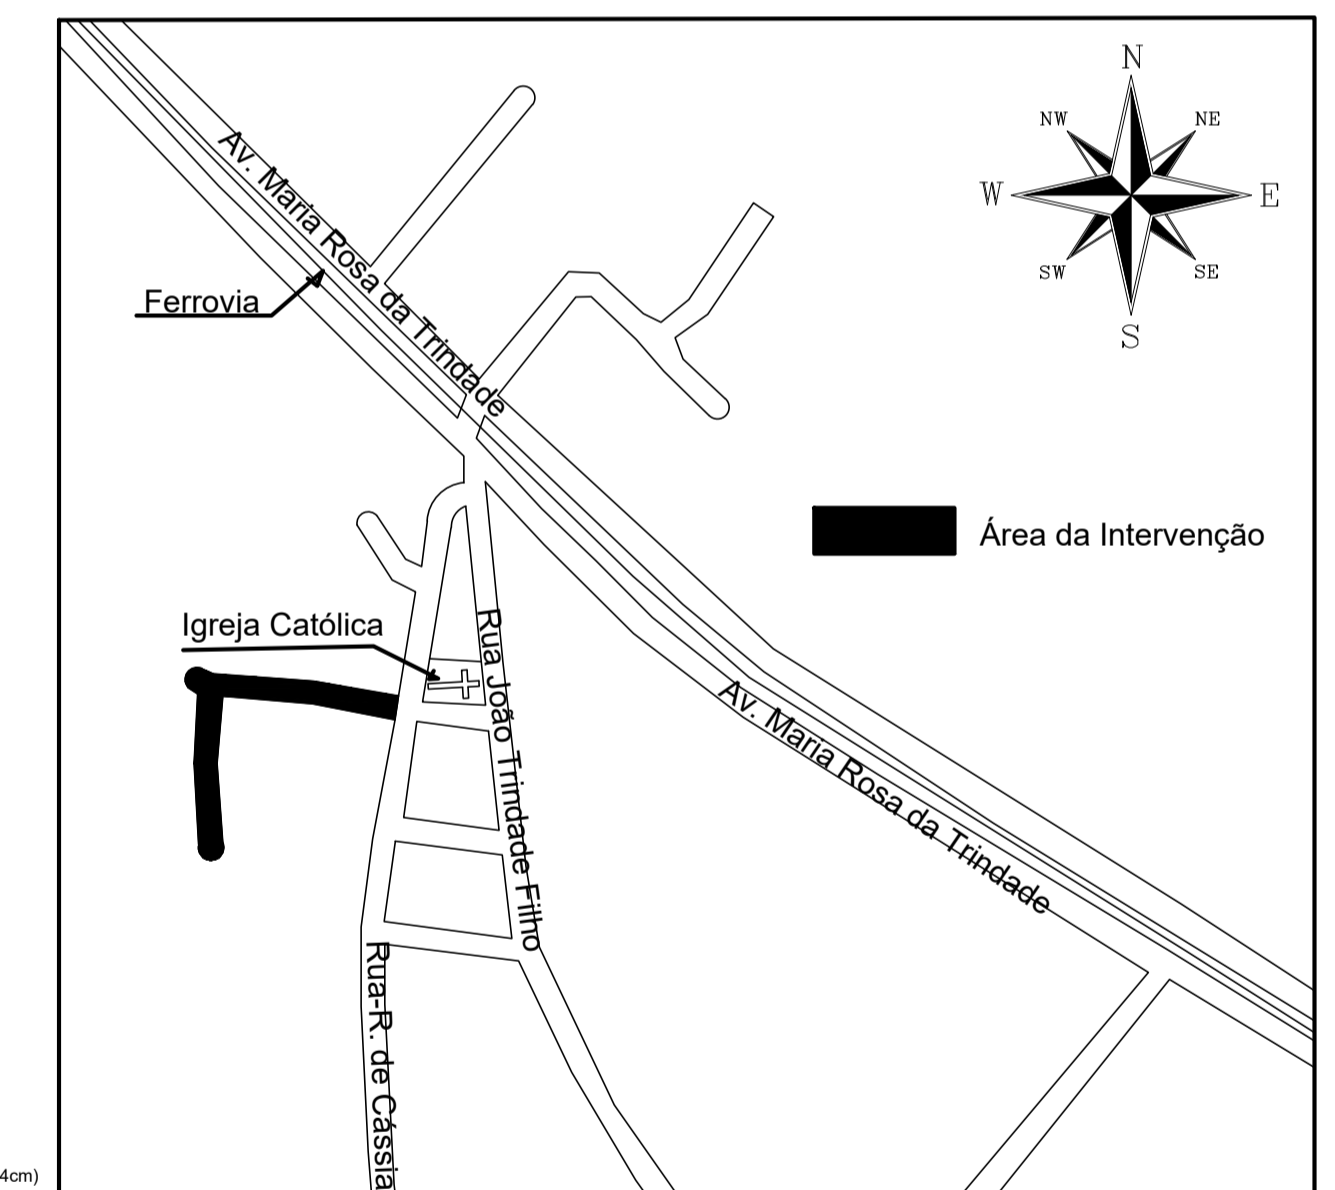 N
NW
NE
W
E
SW
SE
S
Av. Maria Rosa da Trindade
Ferrovia
Área da Intervenção
Igreja Católica
Rua João Trindade Filho
Av. Maria Rosa da Trindade
Rua-R. de Cássia
4cm)